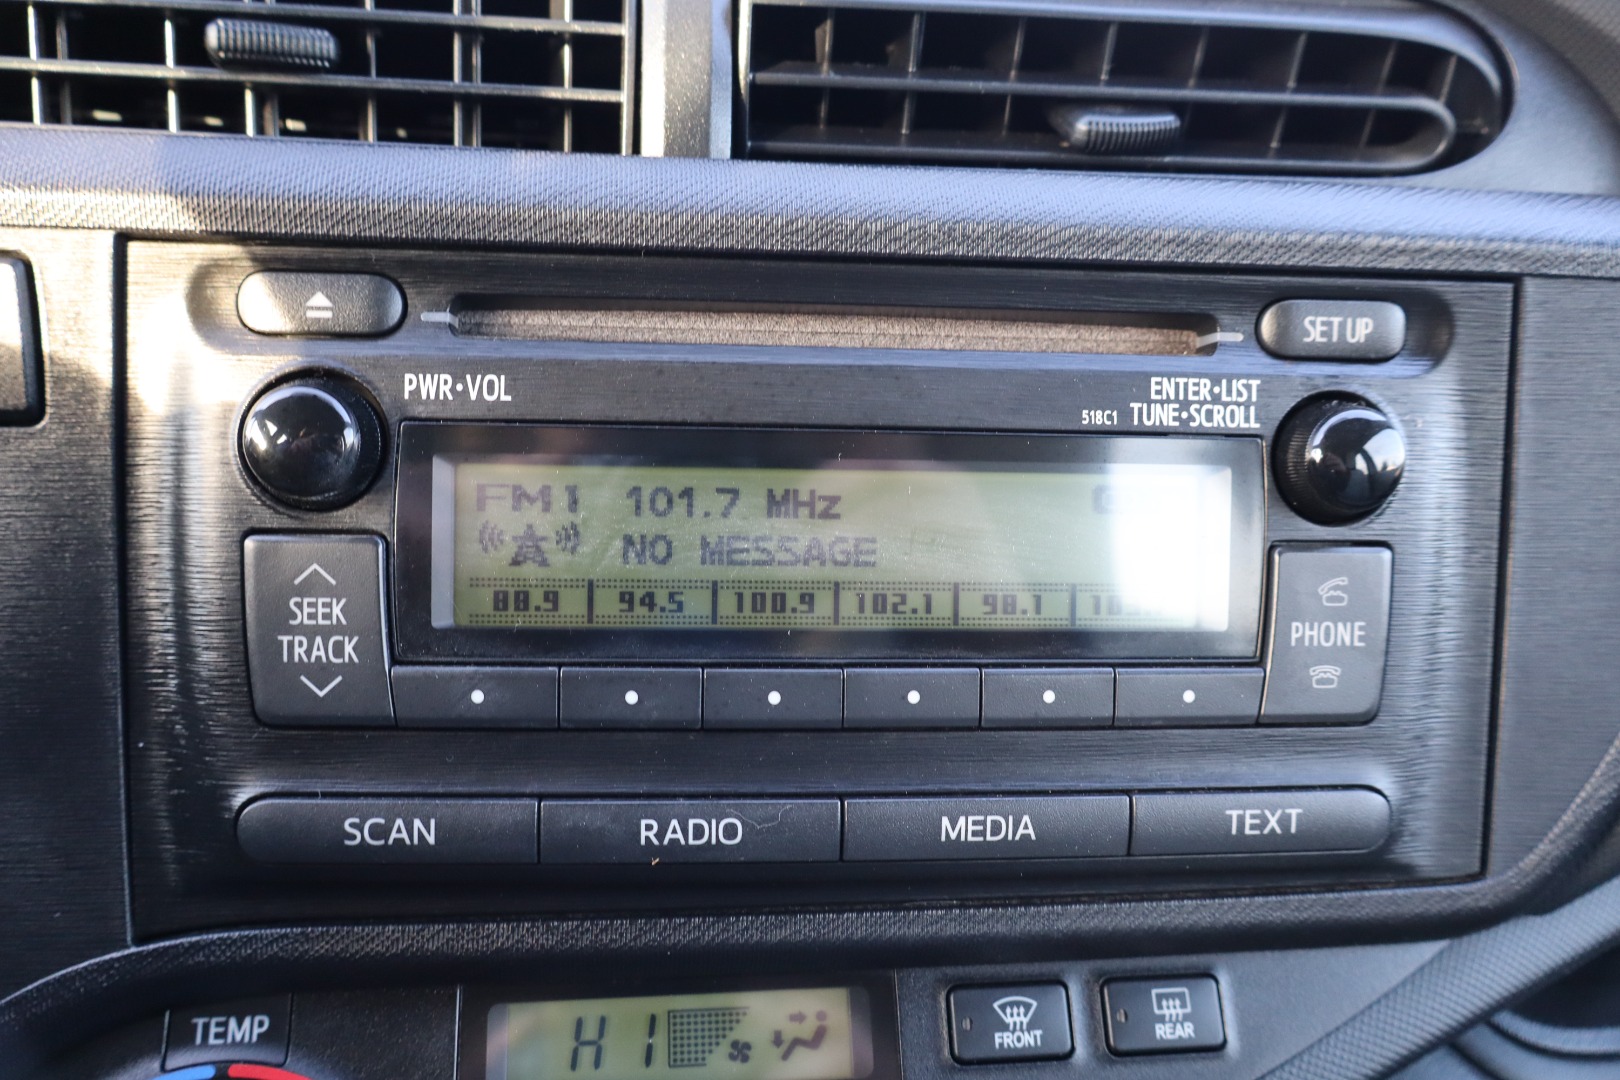 SET UP
PWR•VOL
ENTER•LIST
518C1 TUNE•SCROLL
FM1 101.7 MHz
NO MESSAGE
88.9 94.5 100.9 102.1 98.1
SEEK
TRACK
PHONE
SCAN RADIO MEDIA TEXT
TEMP
HI
FRONT
REAR